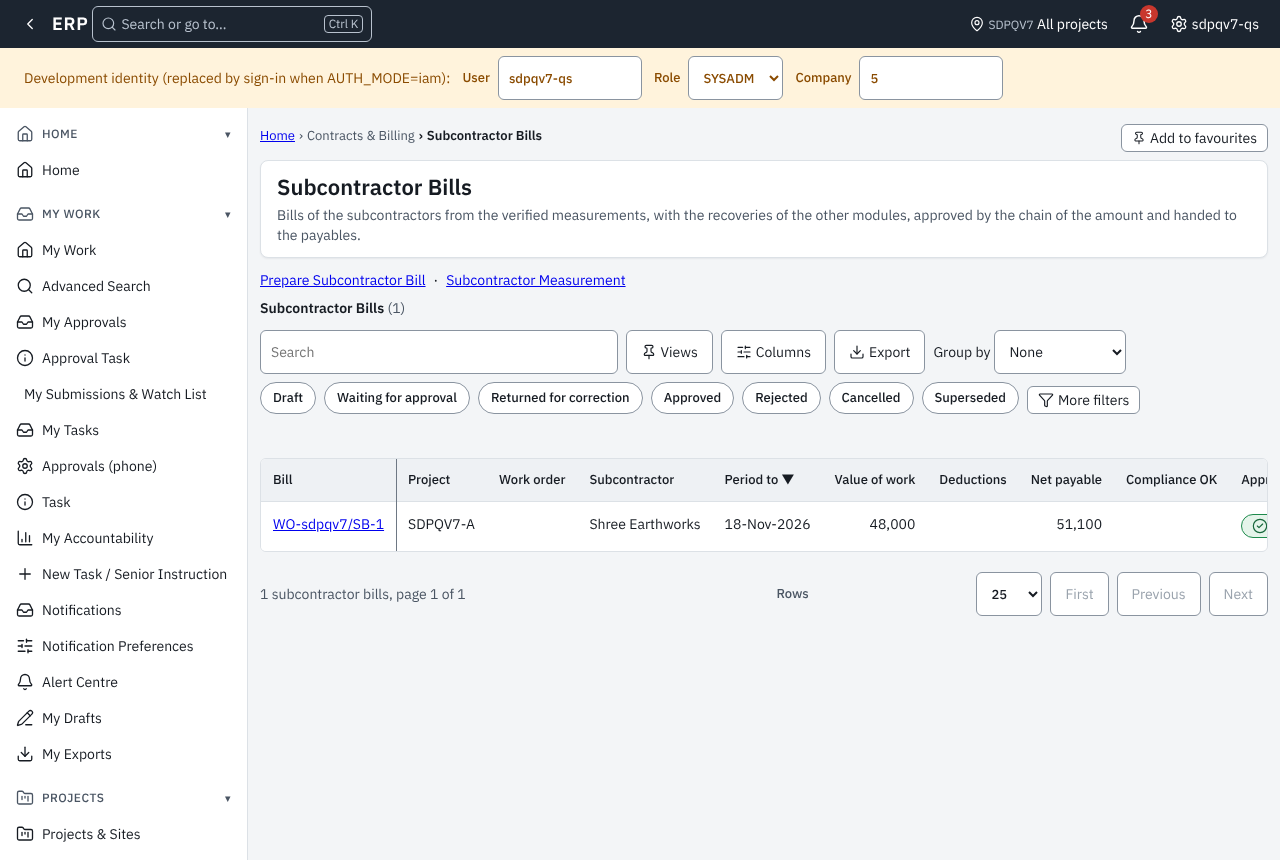 ERP Search or go to... Ctrl K SDPQV7 All projects 3 sdpqv7-qs
Development identity (replaced by sign-in when AUTH_MODE=iam): User sdpqv7-qs Role SYSADM Company 5
HOME
Home
MY WORK
My Work
Advanced Search
My Approvals
Approval Task
My Submissions & Watch List
My Tasks
Approvals (phone)
Task
My Accountability
New Task / Senior Instruction
Notifications
Notification Preferences
Alert Centre
My Drafts
My Exports
PROJECTS
Projects & Sites
Home › Contracts & Billing › Subcontractor Bills
Add to favourites
Subcontractor Bills
Bills of the subcontractors from the verified measurements, with the recoveries of the other modules, approved by the chain of the amount and handed to
the payables.
Prepare Subcontractor Bill · Subcontractor Measurement
Subcontractor Bills (1)
Search Views Columns Export Group by None
Draft Waiting for approval Returned for correction Approved Rejected Cancelled Superseded More filters
Bill Project Work order Subcontractor Period to ▼ Value of work Deductions Net payable Compliance OK
WO-sdpqv7/SB-1 SDPQV7-A Shree Earthworks 18-Nov-2026 48,000 51,100
1 subcontractor bills, page 1 of 1 Rows 25 First Previous Next